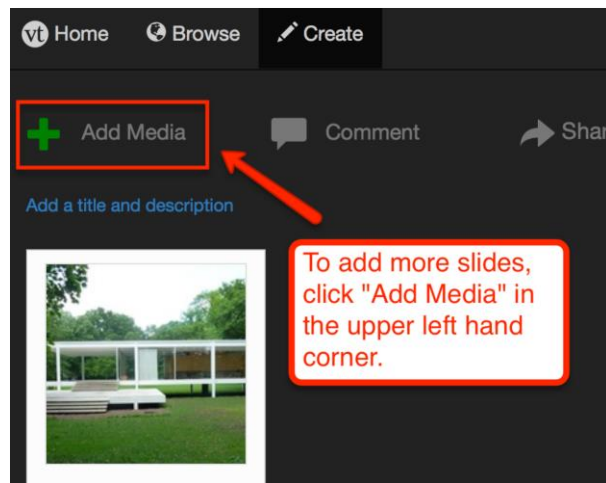 vt Home Browse Create
Add Media Comment Shar
Add a title and description
To add more slides,
click "Add Media" in
the upper left hand
corner.